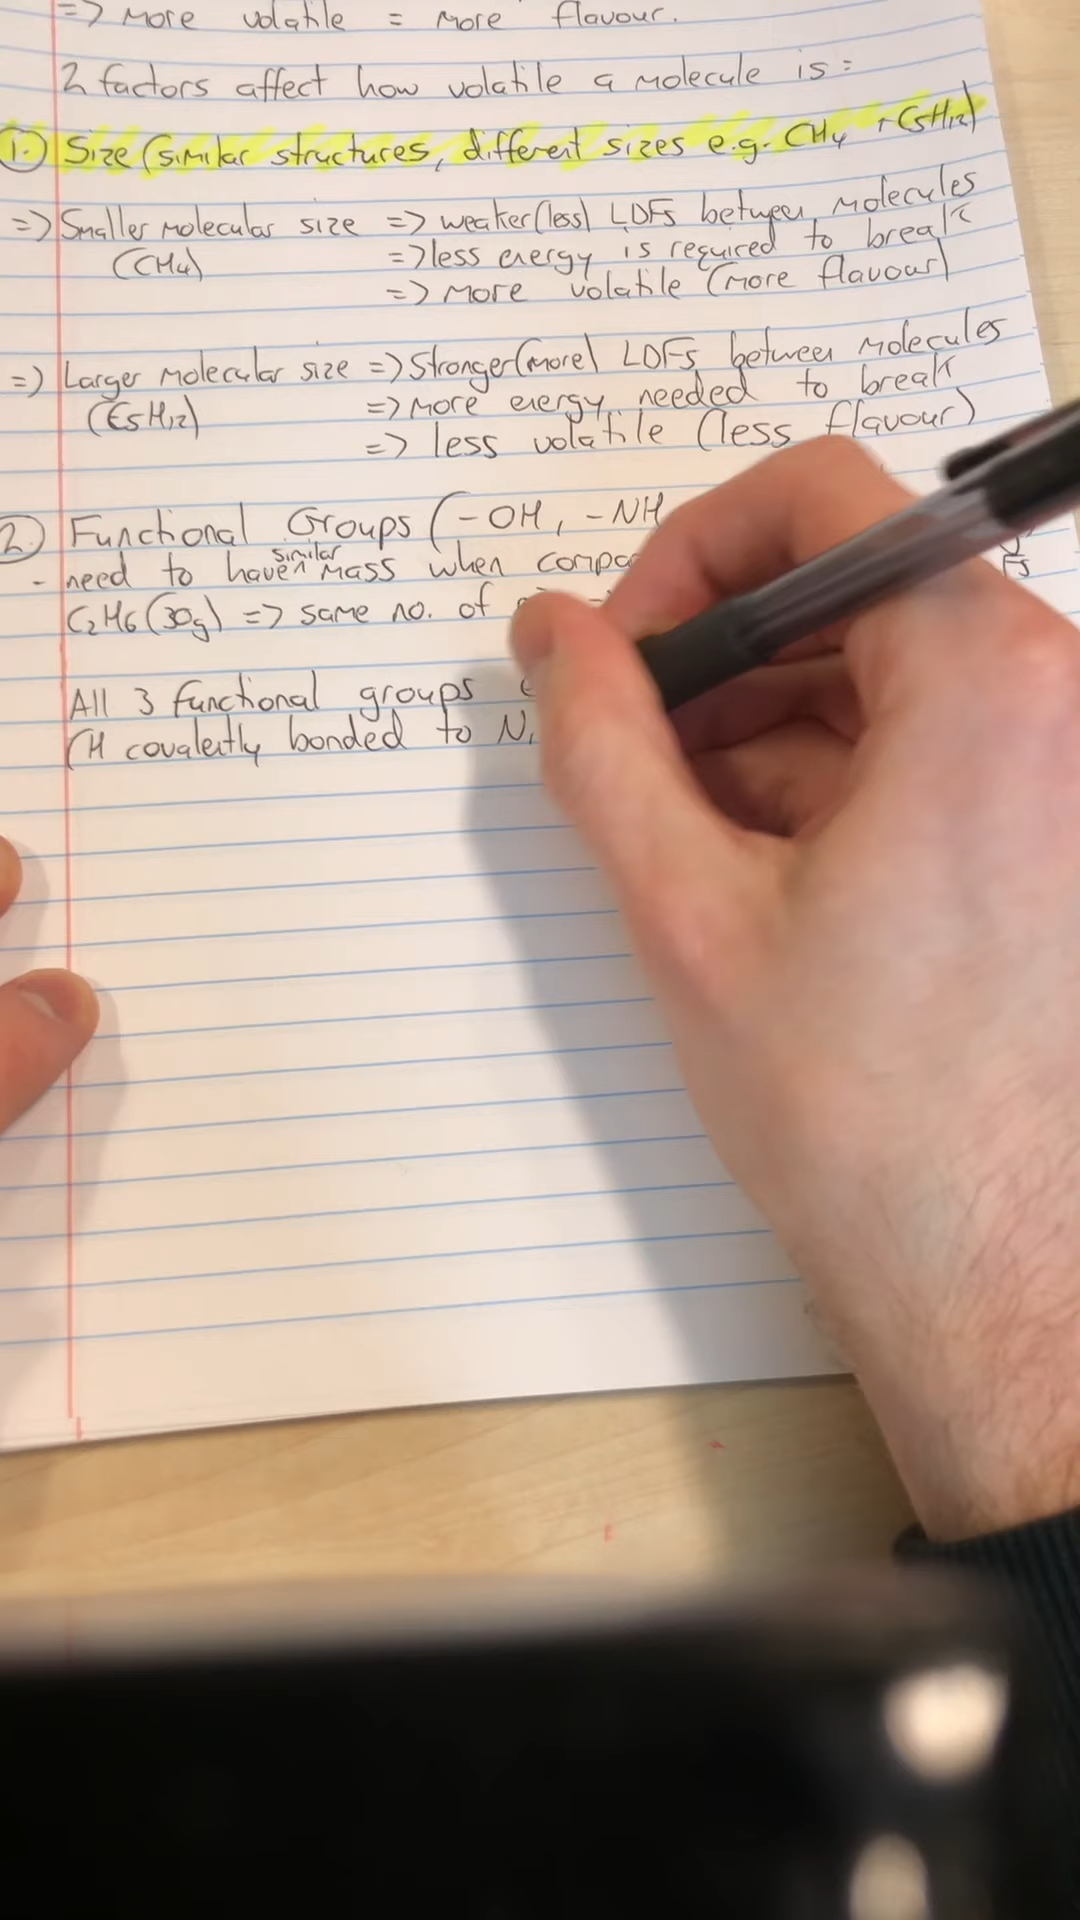 => More volatile = More flavour.
2 factors affect how volatile a molecule is:
1. Size (similar structures, different sizes e.g. CH4 + C5H12)
=> Smaller molecular size => weaker (less) LDFs between molecules
(CH4) => less energy is required to break
=> More volatile (more flavour)
=> Larger molecular size => Stronger (more) LDFs between molecules
(C5H12) => More energy needed to break
=> less volatile (less flavour)
2. Functional Groups (-OH, -NH
- need to have similar mass when
C2H6 (30g) => same no. of
All 3 functional groups
(H covalently bonded to N,